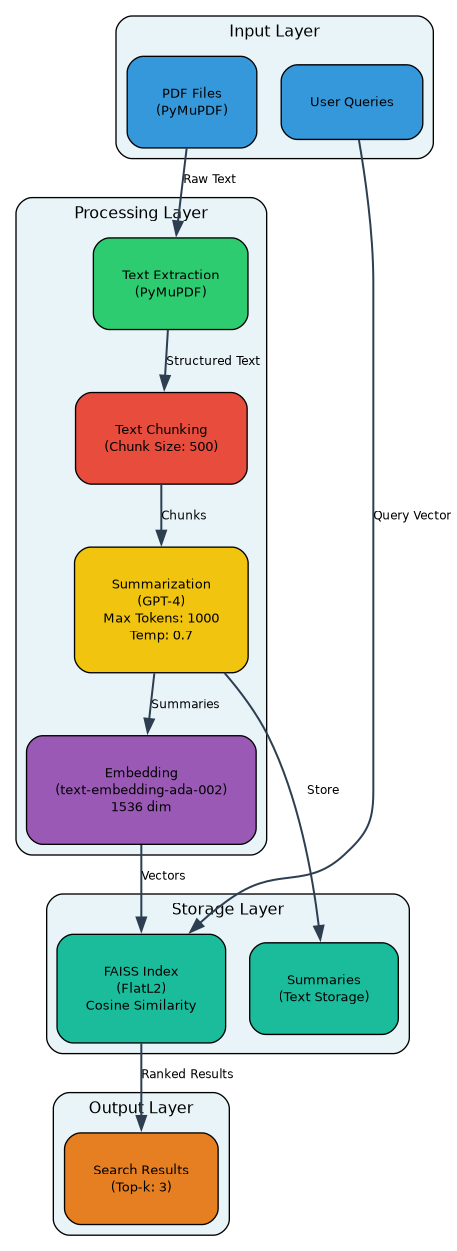 Input Layer
PDF Files
(PyMuPDF)
User Queries
Raw Text
Processing Layer
Text Extraction
(PyMuPDF)
Structured Text
Text Chunking
(Chunk Size: 500)
Chunks
Query Vector
Summarization
(GPT-4)
Max Tokens: 1000
Temp: 0.7
Summaries
Embedding
(text-embedding-ada-002)
1536 dim
Store
Vectors
Storage Layer
FAISS Index
(FlatL2)
Cosine Similarity
Summaries
(Text Storage)
Ranked Results
Output Layer
Search Results
(Top-k: 3)